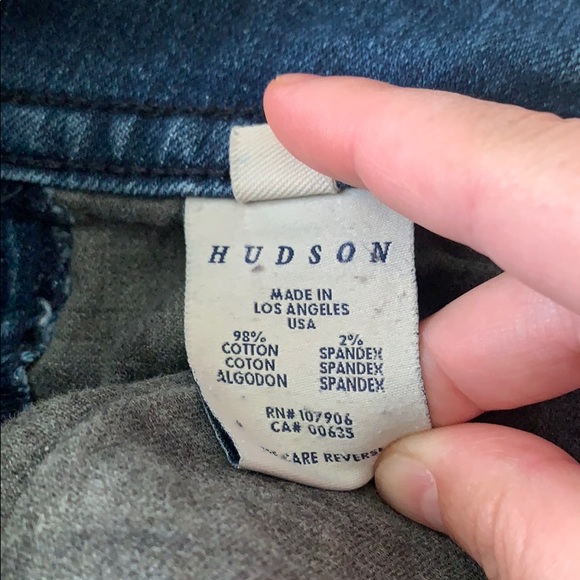 HUDSON
MADE IN
LOS ANGELES
USA
98% 2%
COTTON SPANDEX
COTON SPANDEX
ALGODON SPANDEX
RN# 107906
CA# 00635
CARE REVERSE